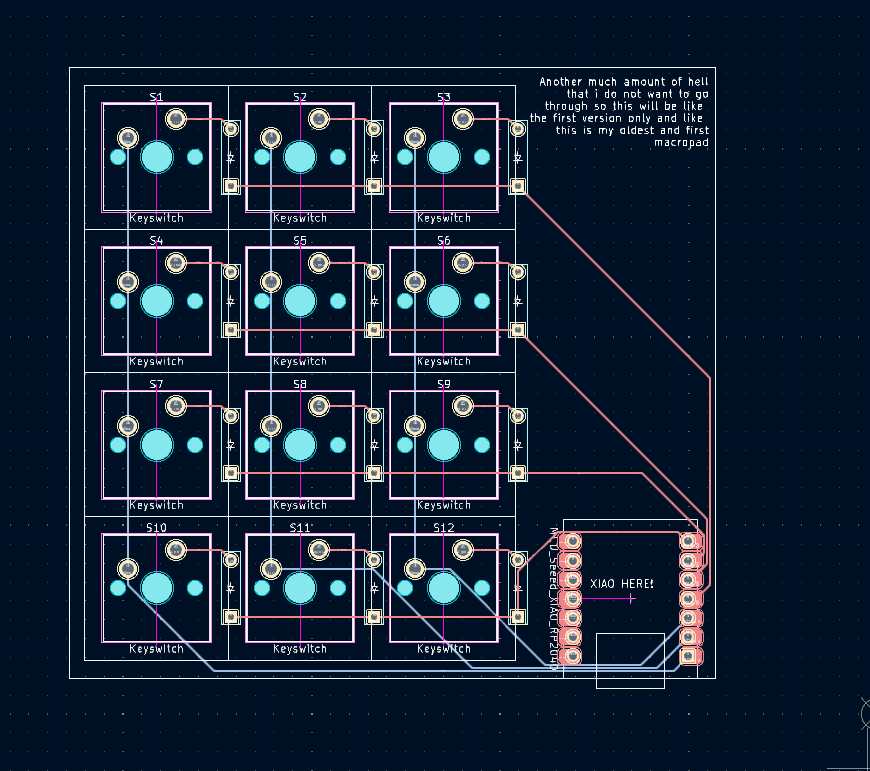 Another much amount of hell
that i do not want to go
through so this will be like
the first version only and like
this is my oldest and first
macropad
S1
S2
S3
Keyswitch
Keyswitch
Keyswitch
S4
S5
S6
Keyswitch
Keyswitch
Keyswitch
S7
S8
S9
Keyswitch
Keyswitch
Keyswitch
S10
S11
S12
XIAO HERE!
Seeed_XIAO_RP2040
Keyswitch
Keyswitch
Keyswitch